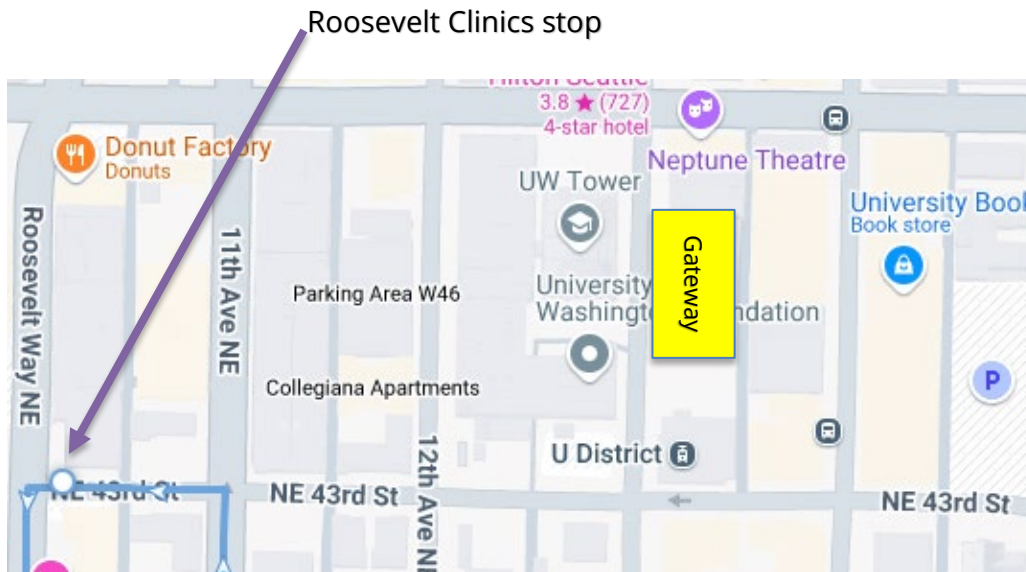 Roosevelt Clinics stop
Hilton Seattle
3.8 ★ (727)
4-star hotel
Donut Factory
Donuts
Neptune Theatre
UW Tower
University Book
Book store
Roosevelt Way NE
11th Ave NE
Gateway
Parking Area W46
University
Washingt
ndation
Collegiana Apartments
P
12th Ave NE
U District
NE 43rd St
NE 43rd St
NE 43rd St